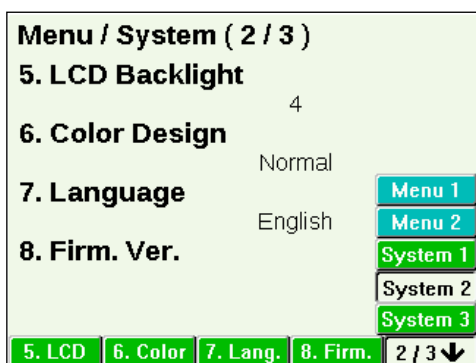 Menu / System ( 2 / 3 )
5. LCD Backlight
4
6. Color Design
Normal
7. Language
English
8. Firm. Ver.
Menu 1
Menu 2
System 1
System 2
System 3
5. LCD 6. Color 7. Lang. 8. Firm. 2 / 3 ↓